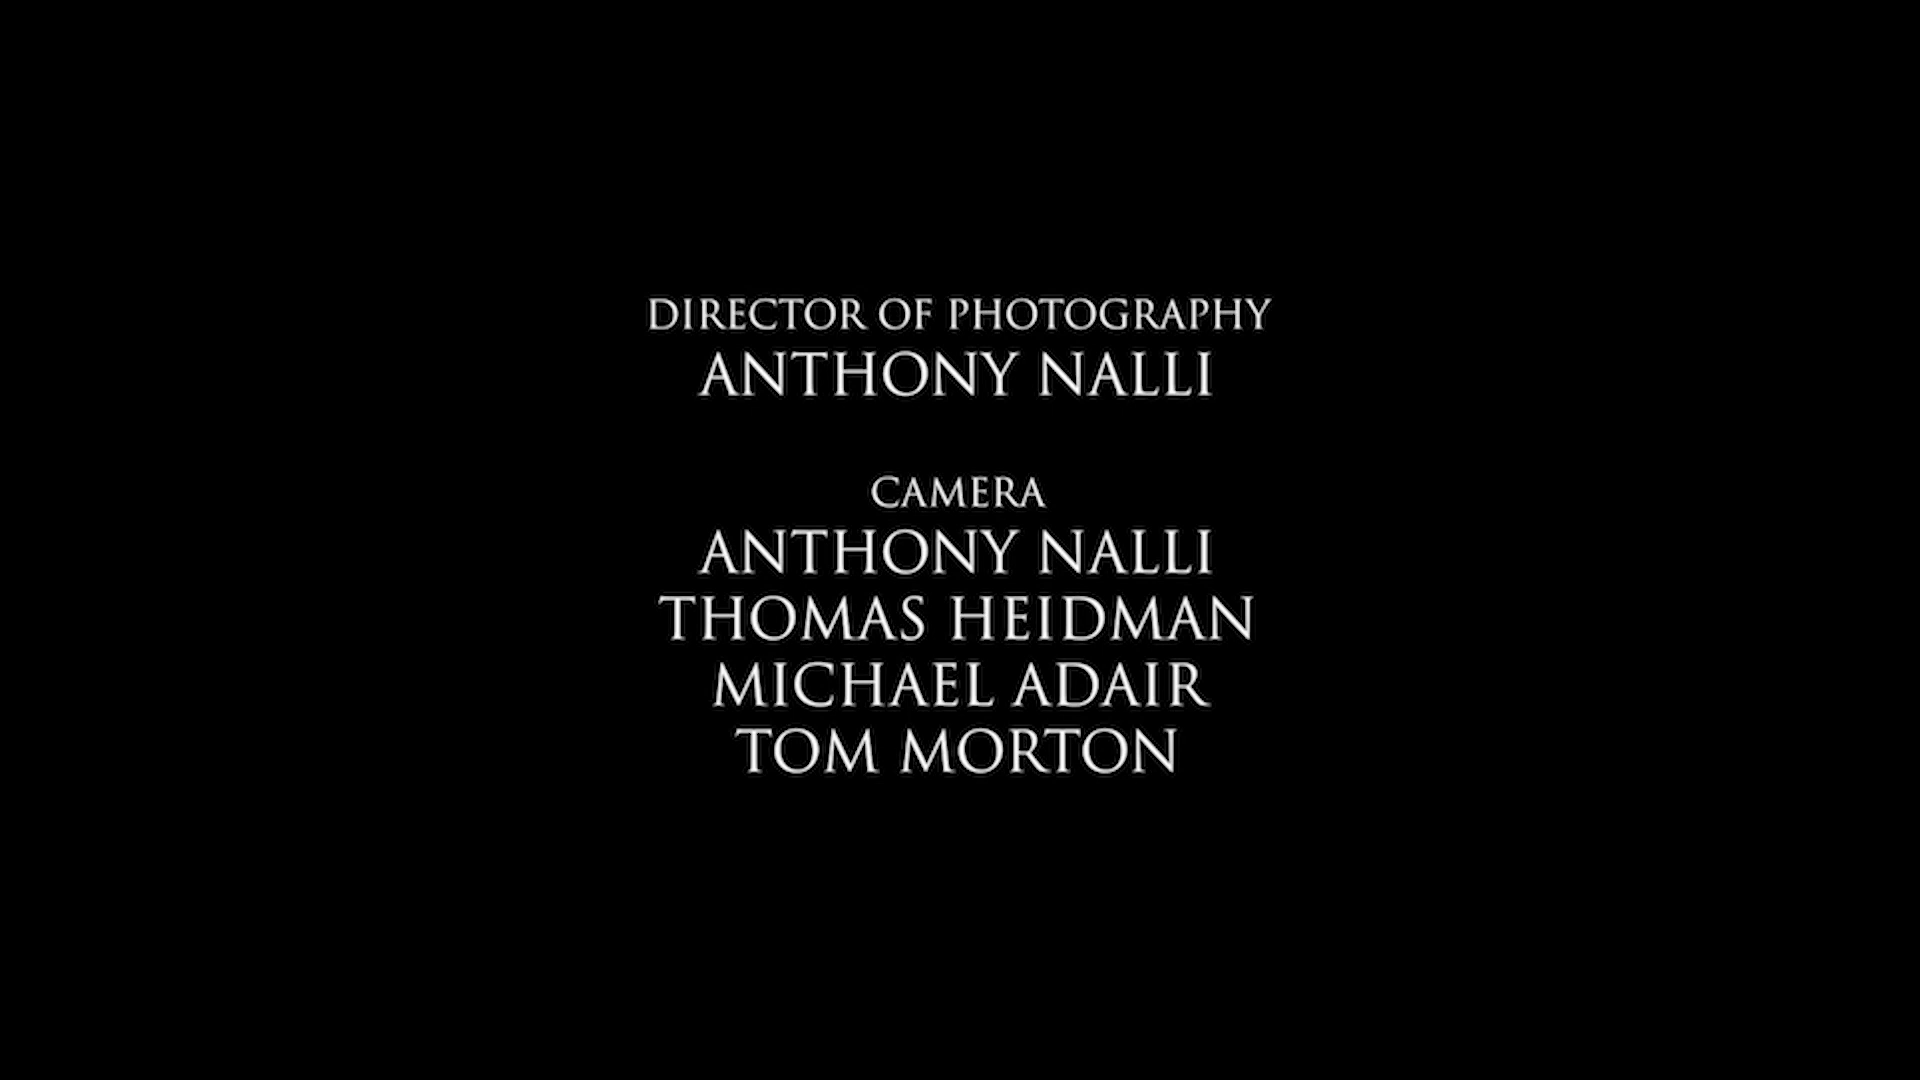 DIRECTOR OF PHOTOGRAPHY
ANTHONY NALLI
CAMERA
ANTHONY NALLI
THOMAS HEIDMAN
MICHAEL ADAIR
TOM MORTON